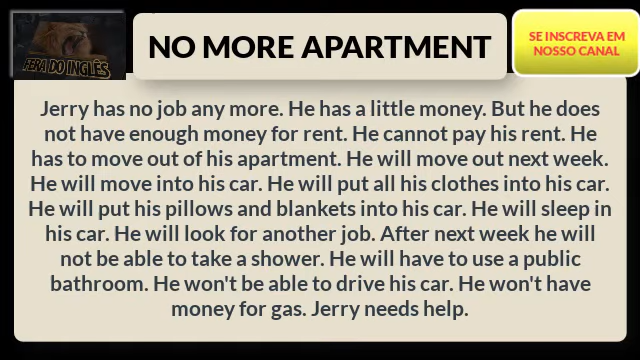 FERA DO INGLÊS
NO MORE APARTMENT
SE INSCREVA EM
NOSSO CANAL
Jerry has no job any more. He has a little money. But he does
not have enough money for rent. He cannot pay his rent. He
has to move out of his apartment. He will move out next week.
He will move into his car. He will put all his clothes into his car.
He will put his pillows and blankets into his car. He will sleep in
his car. He will look for another job. After next week he will
not be able to take a shower. He will have to use a public
bathroom. He won't be able to drive his car. He won't have
money for gas. Jerry needs help.